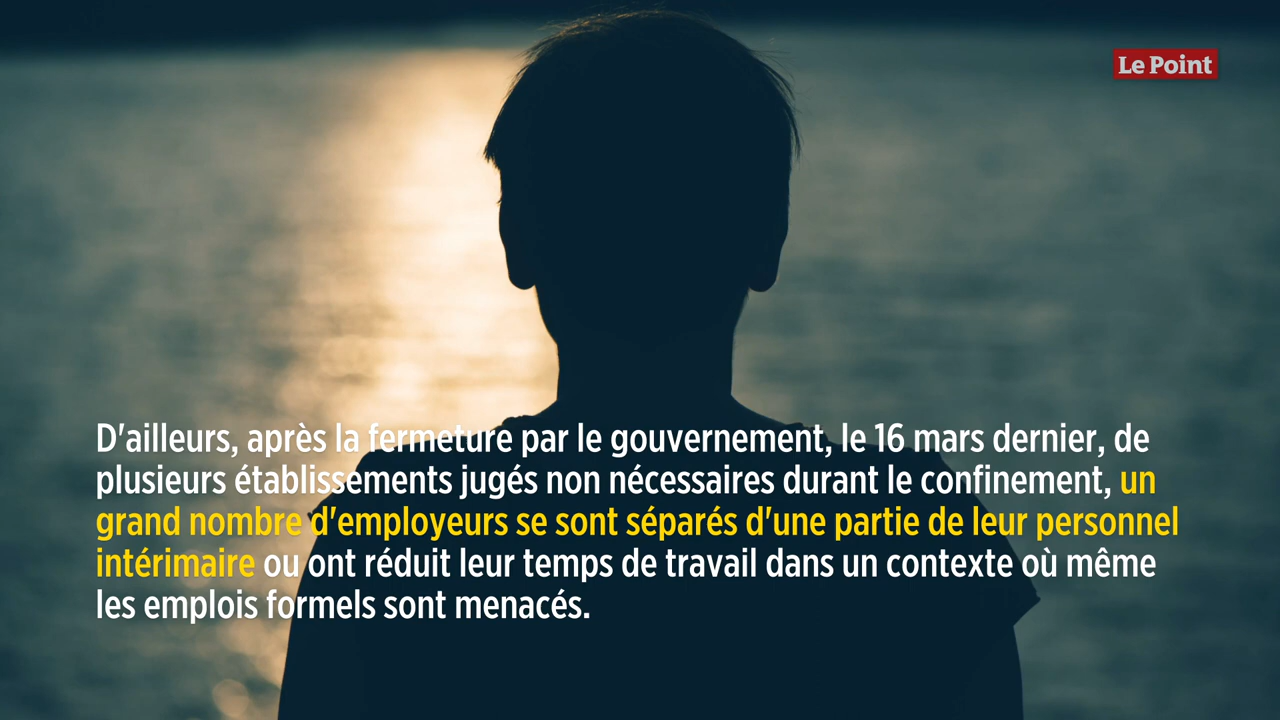 Le Point
D'ailleurs, après la fermeture par le gouvernement, le 16 mars dernier, de
plusieurs établissements jugés non nécessaires durant le confinement, un
grand nombre d'employeurs se sont séparés d'une partie de leur personnel
intérimaire ou ont réduit leur temps de travail dans un contexte où même
les emplois formels sont menacés.